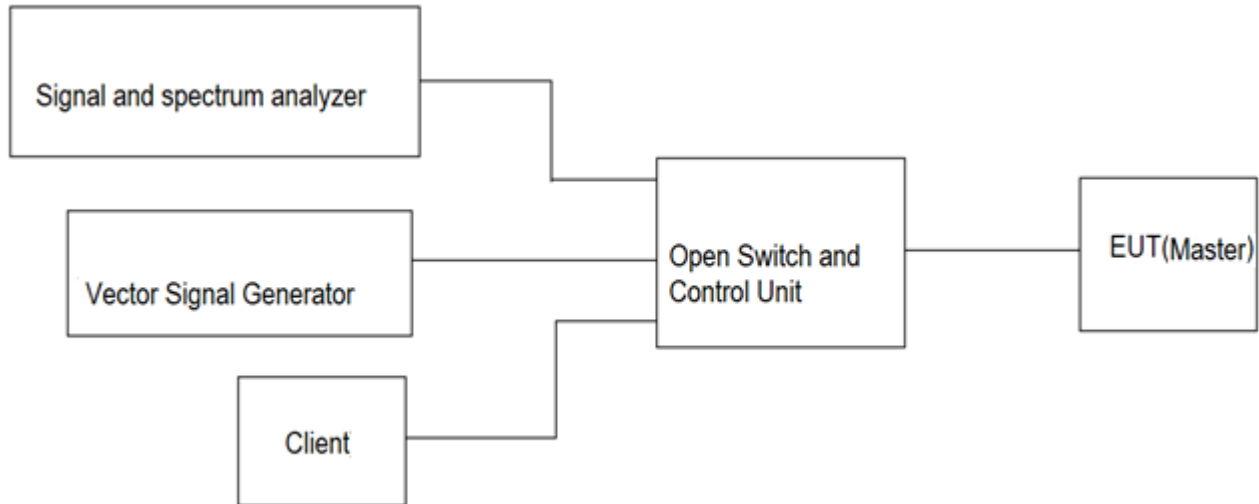 Signal and spectrum analyzer
Vector Signal Generator
Client
Open Switch and
Control Unit
EUT(Master)